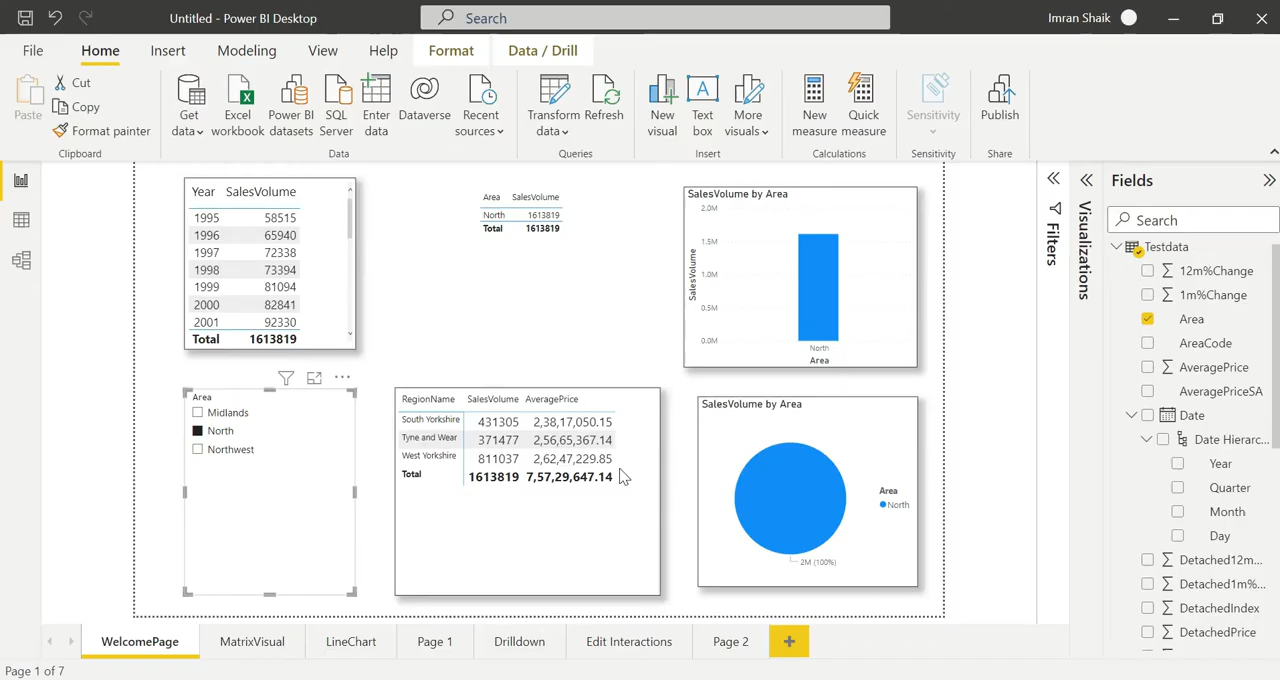 Untitled - Power BI Desktop
Search
Imran Shaik
File
Home
Insert
Modeling
View
Help
Format
Data / Drill
Paste
Cut
Copy
Format painter
Clipboard
Get data
Excel workbook
Power BI datasets
SQL Server
Enter data
Dataverse
Recent sources
Data
Transform data
Refresh
Queries
New visual
Text box
More visuals
Insert
New measure
Quick measure
Calculations
Sensitivity
Sensitivity
Publish
Share
Year SalesVolume
1995 58515
1996 65940
1997 72338
1998 73394
1999 81094
2000 82841
2001 92330
Total 1613819
Area SalesVolume
North 1613819
Total 1613819
SalesVolume by Area
2.0M
1.5M
1.0M
0.5M
0.0M
SalesVolume
North
Area
Area
Midlands
North
Northwest
RegionName SalesVolume AveragePrice
South Yorkshire 431305 2,38,17,050.15
Tyne and Wear 371477 2,56,65,367.14
West Yorkshire 811037 2,62,47,229.85
Total 1613819 7,57,29,647.14
SalesVolume by Area
Area
North
2M (100%)
Filters
Visualizations
Fields
Search
Testdata
12m%Change
1m%Change
Area
AreaCode
AveragePrice
AveragePriceSA
Date
Date Hierarc...
Year
Quarter
Month
Day
Detached12m...
Detached1m%...
DetachedIndex
DetachedPrice
WelcomePage
MatrixVisual
LineChart
Page 1
Drilldown
Edit Interactions
Page 2
Page 1 of 7